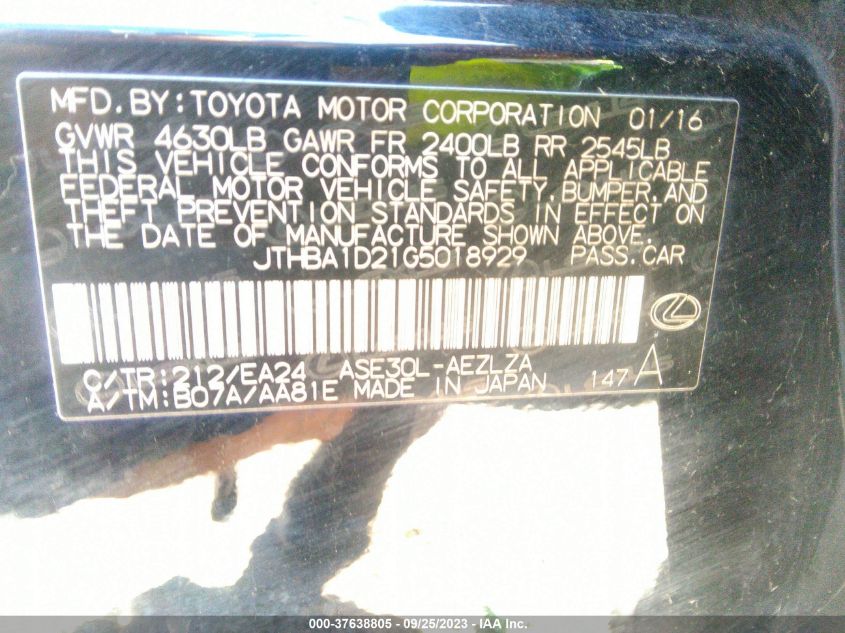 MFD. BY: TOYOTA MOTOR CORPORATION 01/16
GVWR 4630LB GAWR FR 2400LB RR 2545LB
THIS VEHICLE CONFORMS TO ALL APPLICABLE
FEDERAL MOTOR VEHICLE SAFETY, BUMPER, AND
THEFT PREVENTION STANDARDS IN EFFECT ON
THE DATE OF MANUFACTURE SHOWN ABOVE.
JTHBA1D21G5018929 PASS. CAR
C/TR: 212/EA24 ASE30L-AEZLZA 147 A
A/TM: B07A/AA81E MADE IN JAPAN
000-37638805 - 09/25/2023 - IAA Inc.